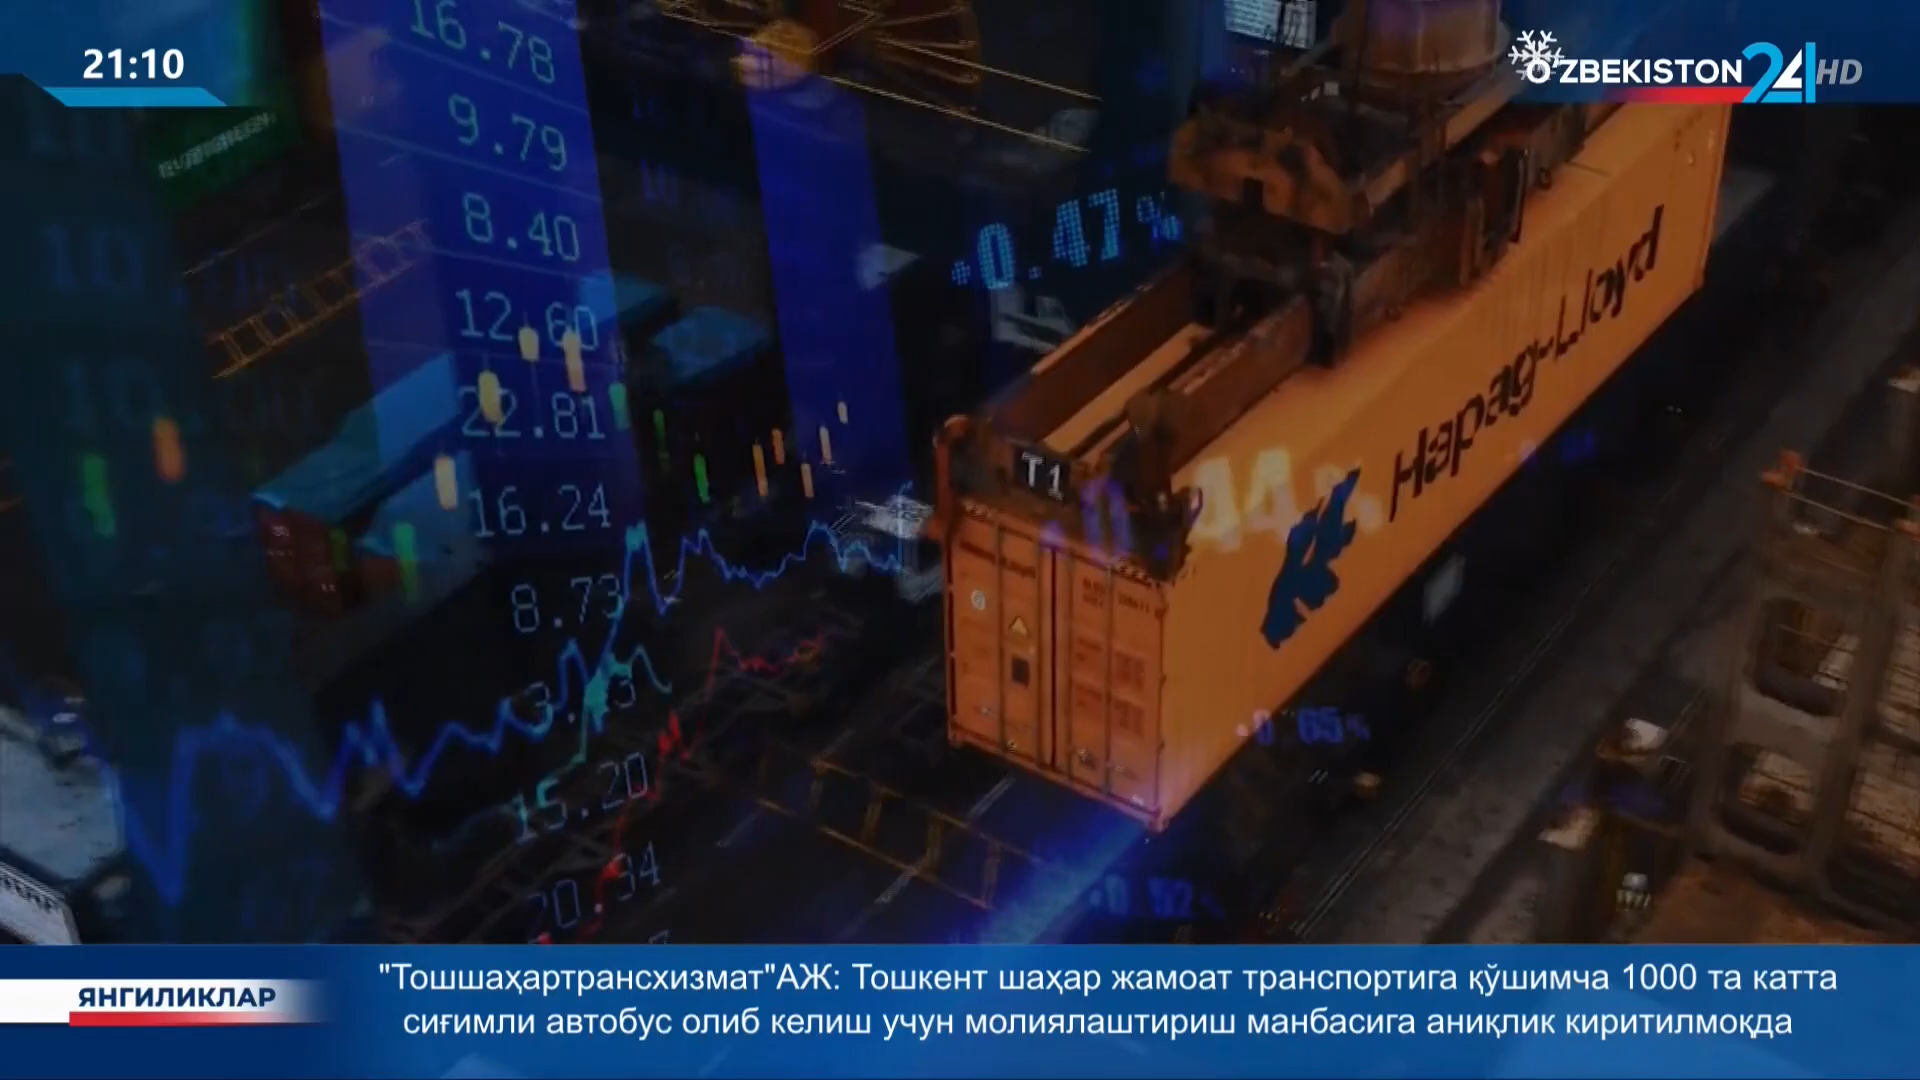 21:10
O'ZBEKISTON 24 HD
16.78
9.79
8.40
12.60
22.81
16.24
8.73
15.20
20.34
+0.47%
T1
Hapag-Lloyd
44%
ЯНГИЛИКЛАР
"Тошшаҳартрансхизмат"АЖ: Тошкент шаҳар жамоат транспортига қўшимча 1000 та катта
сиғимли автобус олиб келиш учун молиялаштириш манбасига аниқлик киритилмоқда